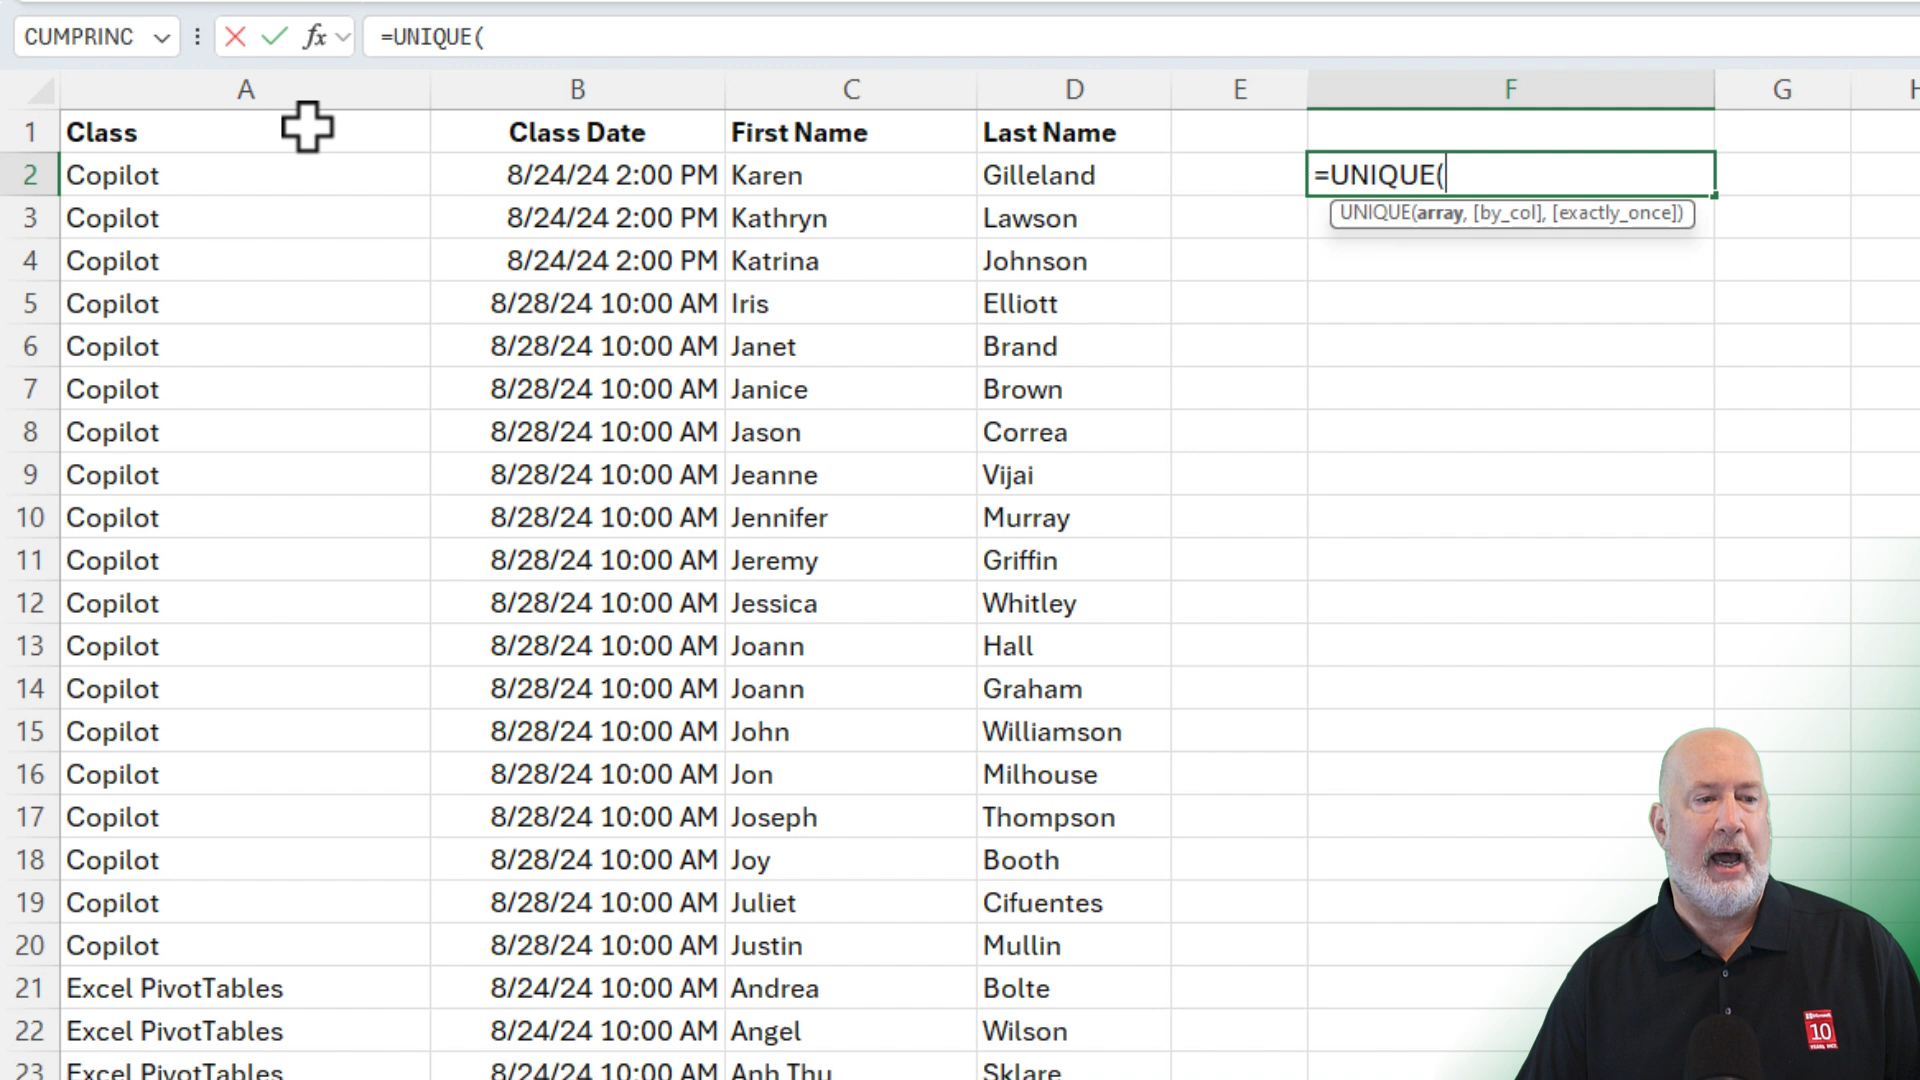 CUMPRINC fx =UNIQUE(
A B C D E F G H
1 Class Class Date First Name Last Name
2 Copilot 8/24/24 2:00 PM Karen Gilleland =UNIQUE(
UNIQUE(array, [by_col], [exactly_once])
3 Copilot 8/24/24 2:00 PM Kathryn Lawson
4 Copilot 8/24/24 2:00 PM Katrina Johnson
5 Copilot 8/28/24 10:00 AM Iris Elliott
6 Copilot 8/28/24 10:00 AM Janet Brand
7 Copilot 8/28/24 10:00 AM Janice Brown
8 Copilot 8/28/24 10:00 AM Jason Correa
9 Copilot 8/28/24 10:00 AM Jeanne Vijai
10 Copilot 8/28/24 10:00 AM Jennifer Murray
11 Copilot 8/28/24 10:00 AM Jeremy Griffin
12 Copilot 8/28/24 10:00 AM Jessica Whitley
13 Copilot 8/28/24 10:00 AM Joann Hall
14 Copilot 8/28/24 10:00 AM Joann Graham
15 Copilot 8/28/24 10:00 AM John Williamson
16 Copilot 8/28/24 10:00 AM Jon Milhouse
17 Copilot 8/28/24 10:00 AM Joseph Thompson
18 Copilot 8/28/24 10:00 AM Joy Booth
19 Copilot 8/28/24 10:00 AM Juliet Cifuentes
20 Copilot 8/28/24 10:00 AM Justin Mullin
21 Excel PivotTables 8/24/24 10:00 AM Andrea Bolte
22 Excel PivotTables 8/24/24 10:00 AM Angel Wilson
23 Excel PivotTables 8/24/24 10:00 AM Anh Thu Sklare
10